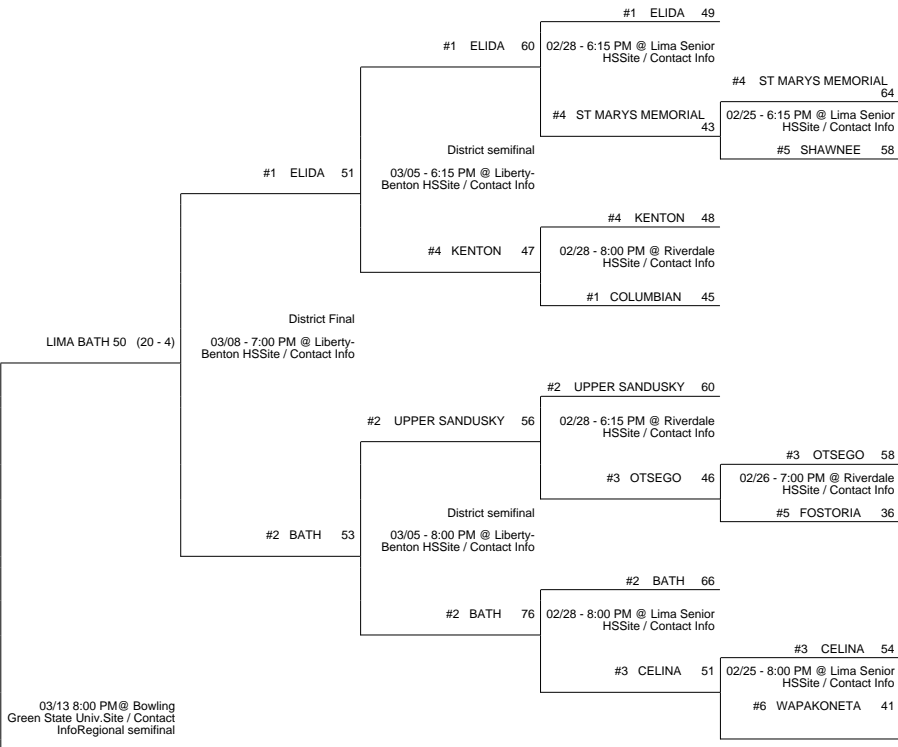 #1 ELIDA 49
#1 ELIDA 60
02/28 - 6:15 PM @ Lima Senior
HSSite / Contact Info
#4 ST MARYS MEMORIAL
64
#4 ST MARYS MEMORIAL
43
02/25 - 6:15 PM @ Lima Senior
HSSite / Contact Info
#5 SHAWNEE 58
District semifinal
#1 ELIDA 51
03/05 - 6:15 PM @ Liberty-
Benton HSSite / Contact Info
#4 KENTON 48
#4 KENTON 47
02/28 - 8:00 PM @ Riverdale
HSSite / Contact Info
#1 COLUMBIAN 45
District Final
LIMA BATH 50 (20 - 4)
03/08 - 7:00 PM @ Liberty-
Benton HSSite / Contact Info
#2 UPPER SANDUSKY 60
#2 UPPER SANDUSKY 56
02/28 - 6:15 PM @ Riverdale
HSSite / Contact Info
#3 OTSEGO 58
#3 OTSEGO 46
02/26 - 7:00 PM @ Riverdale
HSSite / Contact Info
#5 FOSTORIA 36
District semifinal
#2 BATH 53
03/05 - 8:00 PM @ Liberty-
Benton HSSite / Contact Info
#2 BATH 66
#2 BATH 76
02/28 - 8:00 PM @ Lima Senior
HSSite / Contact Info
#3 CELINA 54
#3 CELINA 51
02/25 - 8:00 PM @ Lima Senior
HSSite / Contact Info
#6 WAPAKONETA 41
03/13 8:00 PM@ Bowling
Green State Univ.Site / Contact
InfoRegional semifinal